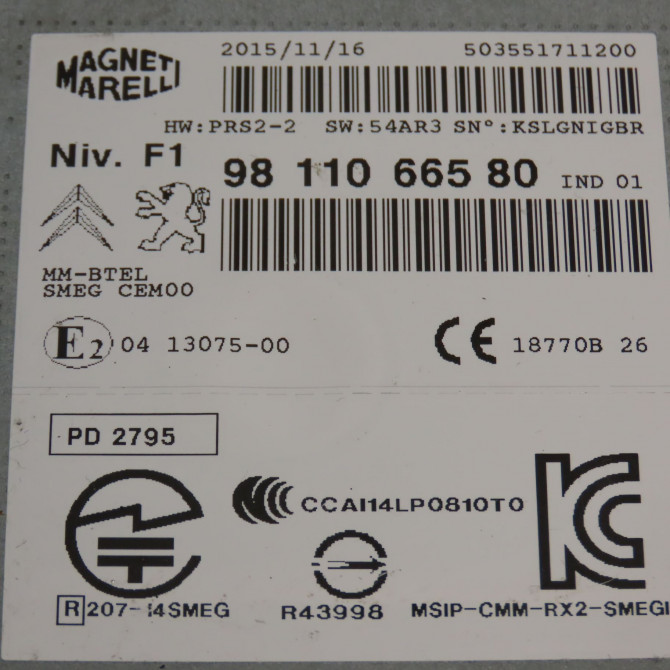 MAGNETI MARELLI
2015/11/16 503551711200
HW:PRS2-2 SW:54AR3 SN°:KSLGNIGBR
Niv. F1
98 110 665 80 IND 01
MM-BTEL
SMEG CEM00
E2 04 13075-00 CE 18770B 26
PD 2795
CCAI14LP0810T0
R 207-14SMEG R43998 MSIP-CMM-RX2-SMEGI